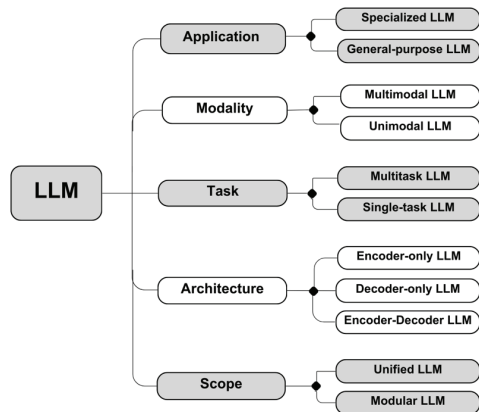 LLM
Application
Specialized LLM
General-purpose LLM
Modality
Multimodal LLM
Unimodal LLM
Task
Multitask LLM
Single-task LLM
Architecture
Encoder-only LLM
Decoder-only LLM
Encoder-Decoder LLM
Scope
Unified LLM
Modular LLM